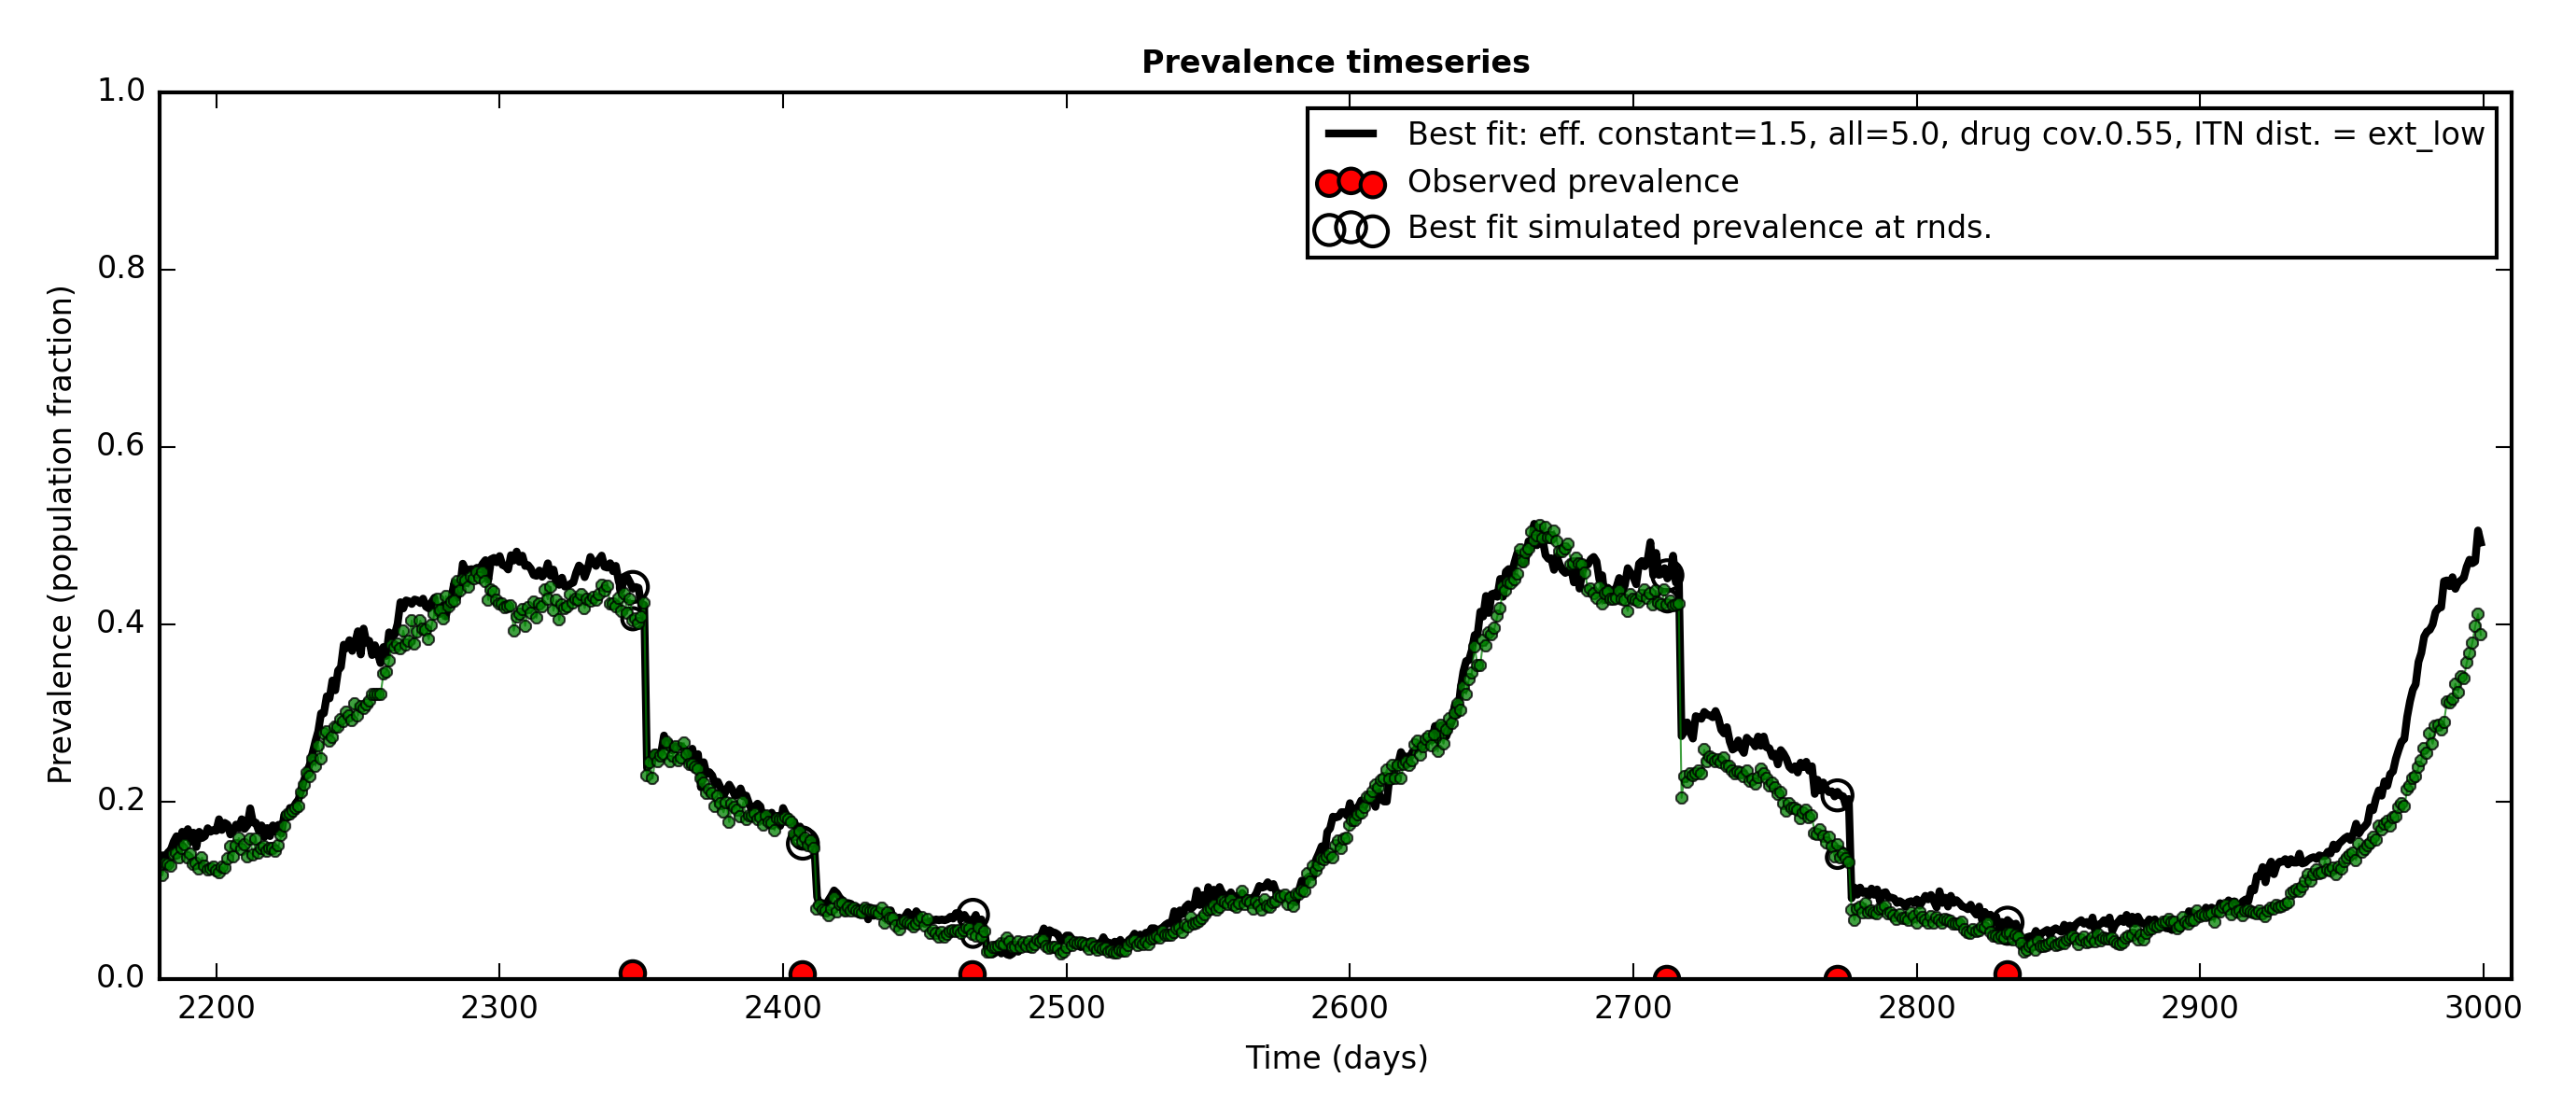 Prevalence timeseries
1.0
0.8
0.6
0.4
0.2
0.0
Prevalence (population fraction)
Best fit: eff. constant=1.5, all=5.0, drug cov.0.55, ITN dist. = ext_low
Observed prevalence
Best fit simulated prevalence at rnds.
2200 2300 2400 2500 2600 2700 2800 2900 3000
Time (days)